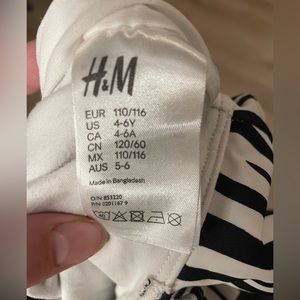 H&M
EUR 110/116
US 4-6Y
CA 4-6A
CN 120/60
MX 110/116
AUS 5-6
Made in Bangladesh
O/N 853220
P/N 0201167 9